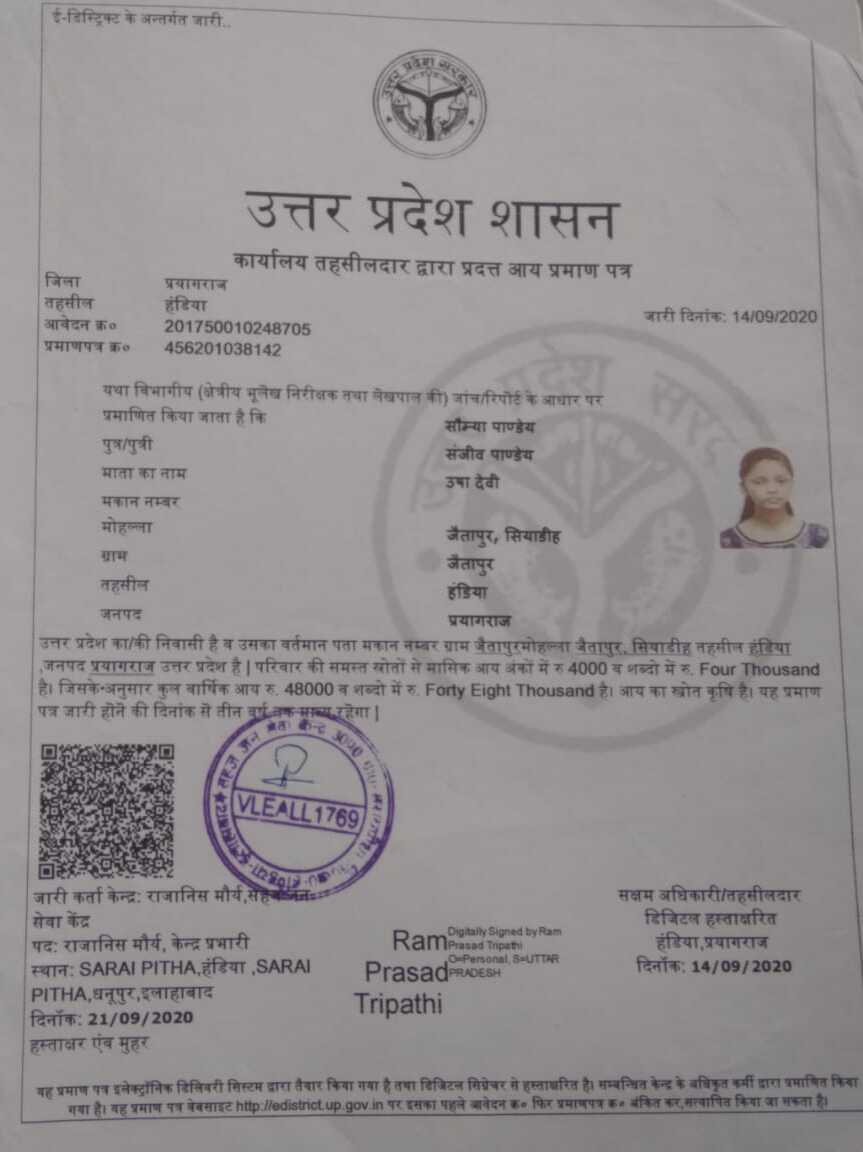 ई-डिस्ट्रिक्ट के अन्तर्गत जारी..
उत्तर प्रदेश सरकार
उत्तर प्रदेश शासन
कार्यालय तहसीलदार द्वारा प्रदत्त आय प्रमाण पत्र
जिला प्रयागराज
तहसील हंडिया
जारी दिनांक: 14/09/2020
आवेदन क्र० 201750010248705
प्रमाणपत्र क्र० 456201038142
यथा विभागीय (क्षेत्रीय भूलेख निरीक्षक तथा लेखपाल की) जांच/रिपोर्ट के आधार पर
प्रमाणित किया जाता है कि सौम्या पाण्डेय
पुत्र/पुत्री संजीव पाण्डेय
माता का नाम उषा देवी
मकान नम्बर
मोहल्ला जैतापुर, सियाडीह
ग्राम जैतापुर
तहसील हंडिया
जनपद प्रयागराज
उत्तर प्रदेश का/की निवासी है व उसका वर्तमान पता मकान नम्बर ग्राम जैतापुरमोहल्ला जैतापुर, सियाडीह तहसील हंडिया
,जनपद प्रयागराज उत्तर प्रदेश है | परिवार की समस्त स्रोतों से मासिक आय अंकों में रु 4000 व शब्दो में रु. Four Thousand
है। जिसके अनुसार कुल वार्षिक आय रु. 48000 व शब्दो में रु. Forty Eight Thousand है। आय का स्रोत कृषि है। यह प्रमाण
पत्र जारी होने की दिनांक से तीन वर्ष तक मान्य रहेगा |
VLEALL1769
जारी कर्ता केन्द्र: राजानिस मौर्य,सहज जन
सेवा केंद्र
पद: राजानिस मौर्य, केन्द्र प्रभारी
स्थान: SARAI PITHA,हंडिया ,SARAI
PITHA,धनूपुर,इलाहाबाद
दिनाँक: 21/09/2020
हस्ताक्षर एंव मुहर
Ram
Prasad
Tripathi
Digitally Signed by Ram
Prasad Tripathi
O=Personal, S=UTTAR
PRADESH
सक्षम अधिकारी/तहसीलदार
डिजिटल हस्ताक्षरित
हंडिया,प्रयागराज
दिनाँक: 14/09/2020
यह प्रमाण पत्र इलेक्ट्रॉनिक डिलिवरी सिस्टम द्वारा तैयार किया गया है तथा डिजिटल सिग्नेचर से हस्ताक्षरित है। सम्बन्धित केन्द्र के अधिकृत कर्मी द्वारा प्रमाणित किया
गया है। यह प्रमाण पत्र वेबसाइट http://edistrict.up.gov.in पर इसका पहले आवेदन क्र० फिर प्रमाणपत्र क्र० अंकित कर,सत्यापित किया जा सकता है।